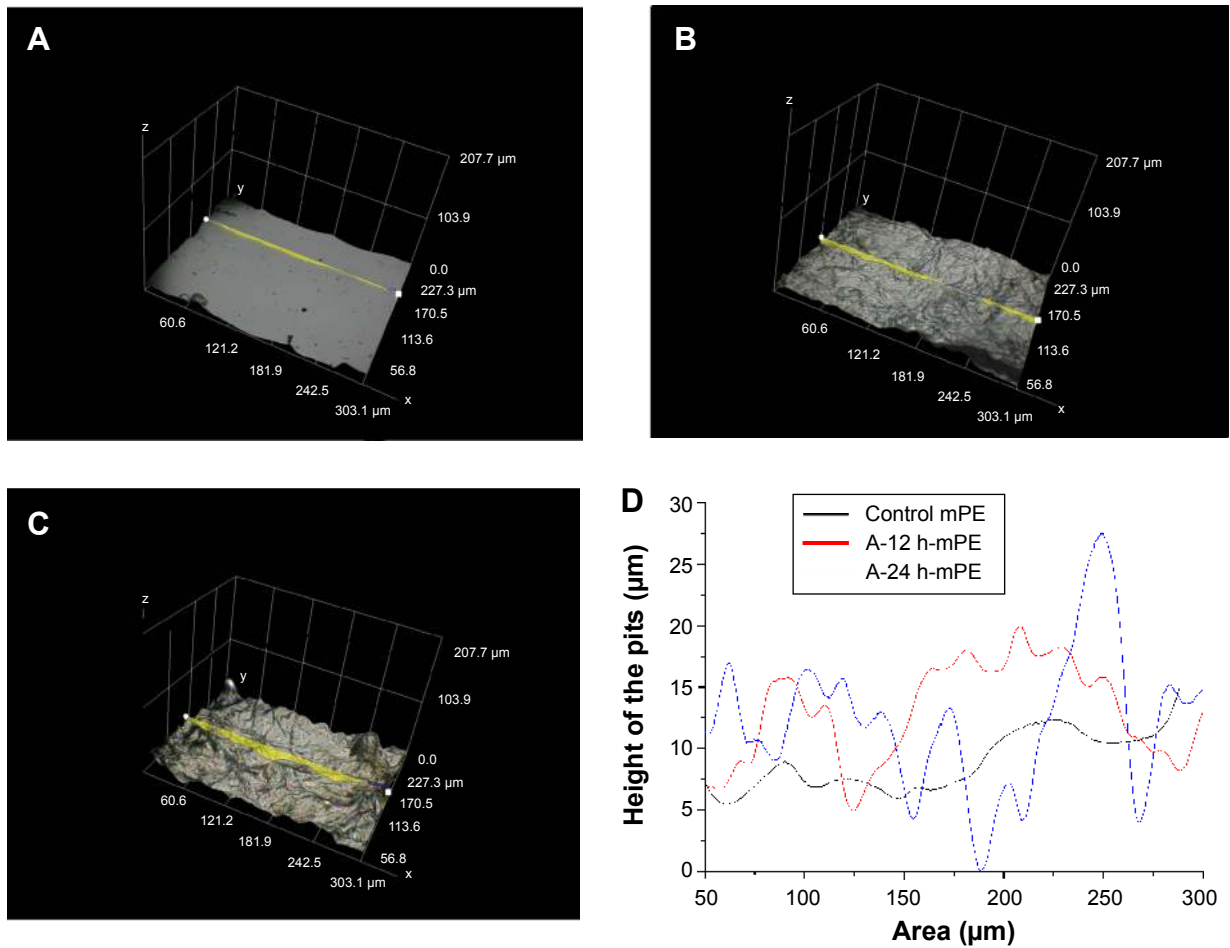 A
z
y
207.7 µm
103.9
0.0
227.3 µm
170.5
113.6
56.8
60.6
121.2
181.9
242.5
303.1 µm
x
B
z
y
207.7 µm
103.9
0.0
227.3 µm
170.5
113.6
56.8
60.6
121.2
181.9
242.5
303.1 µm
x
C
z
y
207.7 µm
103.9
0.0
227.3 µm
170.5
113.6
56.8
60.6
121.2
181.9
242.5
303.1 µm
x
D
Control mPE
A-12 h-mPE
A-24 h-mPE
Height of the pits (µm)
30
25
20
15
10
5
0
50
100
150
200
250
300
Area (µm)